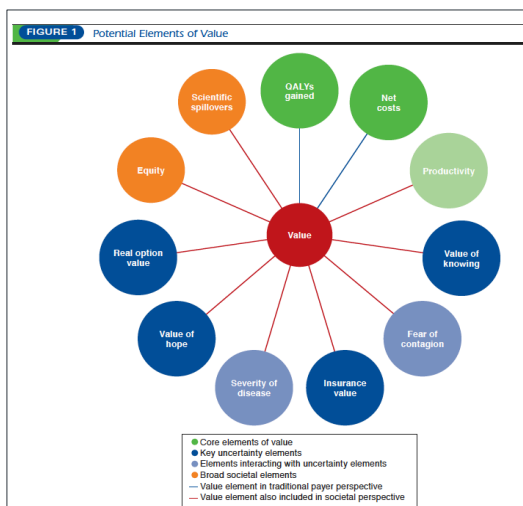 FIGURE 1 Potential Elements of Value
QALYs
gained
Net
costs
Productivity
Value of
knowing
Fear of
contagion
Insurance
value
Severity of
disease
Value of
hope
Real option
value
Equity
Scientific
spillovers
Value
Core elements of value
Key uncertainty elements
Elements interacting with uncertainty elements
Broad societal elements
Value element in traditional payer perspective
Value element also included in societal perspective